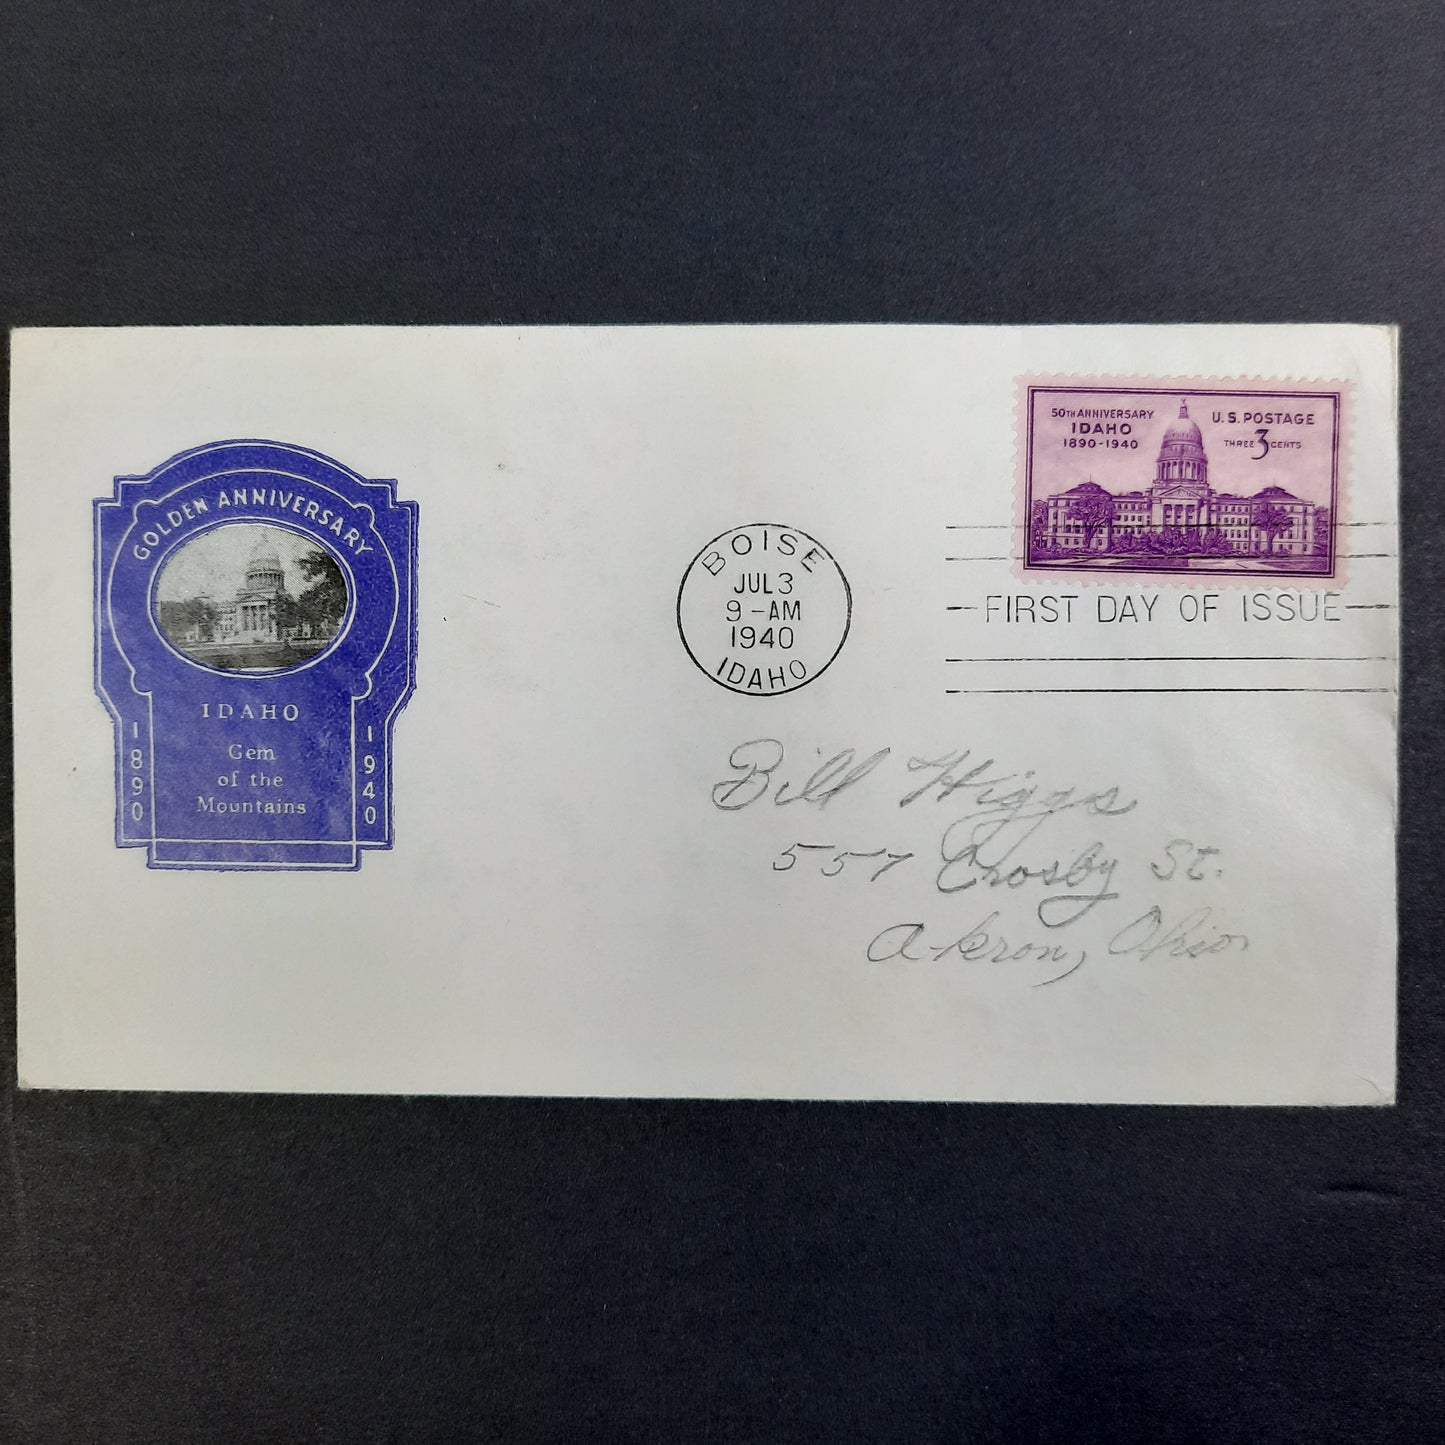 GOLDEN ANNIVERSARY
IDAHO
Gem
of the
Mountains
1890
1940
BOISE
JUL 3
9-AM
1940
IDAHO
50TH ANNIVERSARY
IDAHO
1890-1940
U.S. POSTAGE
THREE 3 CENTS
FIRST DAY OF ISSUE
Bill Higgs
557 Crosby St.
Akron, Ohio